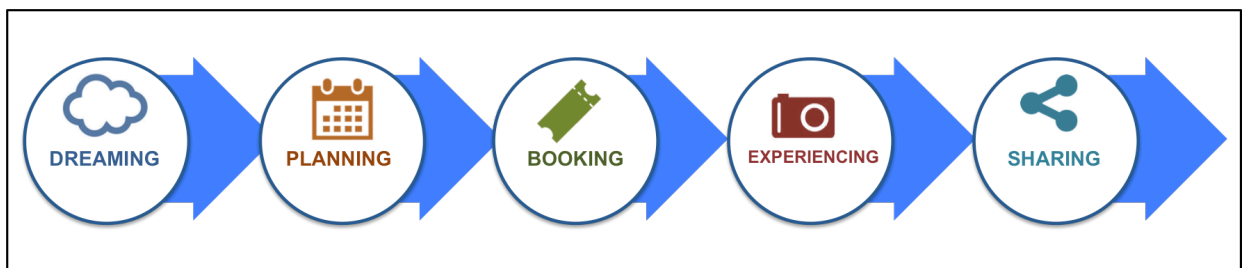 DREAMING
PLANNING
BOOKING
EXPERIENCING
SHARING